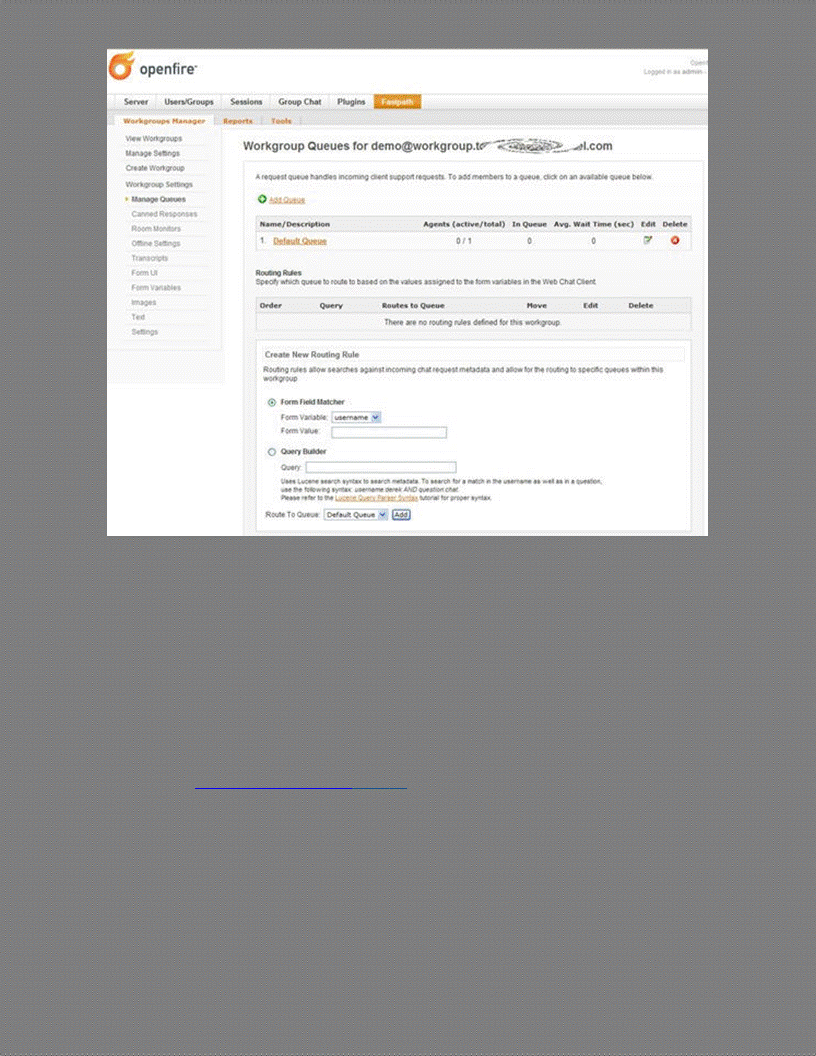 openfire™
Openf
Logged in as admin -
Server Users/Groups Sessions Group Chat Plugins Fastpath
Workgroups Manager Reports Tools
View Workgroups
Manage Settings
Create Workgroup
Workgroup Settings
Manage Queues
Canned Responses
Room Monitors
Offline Settings
Transcripts
Form UI
Form Variables
Images
Text
Settings
Workgroup Queues for demo@workgroup.to el.com
A request queue handles incoming client support requests. To add members to a queue, click on an available queue below.
Add Queue
Name/Description Agents (active/total) In Queue Avg. Wait Time (sec) Edit Delete
1. Default Queue 0 / 1 0 0
Routing Rules
Specify which queue to route to based on the values assigned to the form variables in the Web Chat Client.
Order Query Routes to Queue Move Edit Delete
There are no routing rules defined for this workgroup.
Create New Routing Rule
Routing rules allow searches against incoming chat request metadata and allow for the routing to specific queues within this
workgroup
Form Field Matcher
Form Variable: username
Form Value:
Query Builder
Query:
Uses Lucene search syntax to search metadata. To search for a match in the username as well as in a question,
use the following syntax: username:derek AND question:chat.
Please refer to the Lucene Query Parser Syntax tutorial for proper syntax.
Route To Queue: Default Queue Add